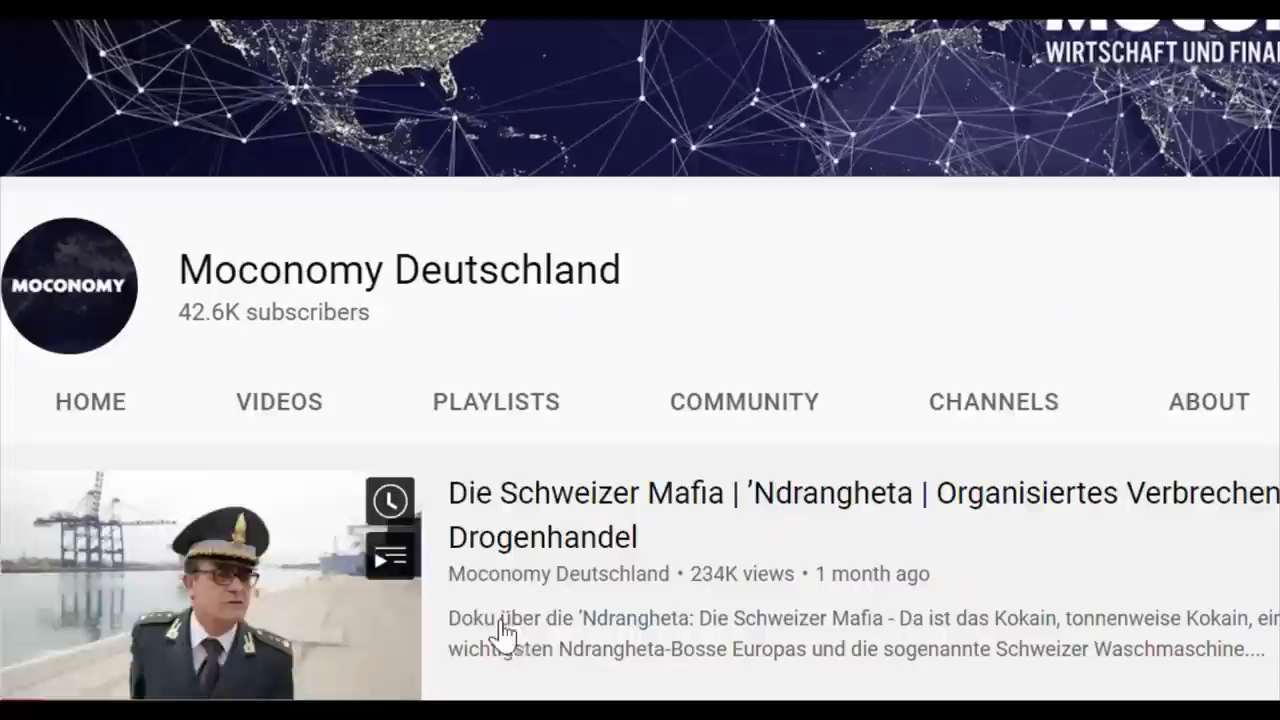 WIRTSCHAFT UND FINA
MOCONOMY
Moconomy Deutschland
42.6K subscribers
HOME VIDEOS PLAYLISTS COMMUNITY CHANNELS ABOUT
Die Schweizer Mafia | ’Ndrangheta | Organisiertes Verbrechen
Drogenhandel
Moconomy Deutschland • 234K views • 1 month ago
Doku über die ’Ndrangheta: Die Schweizer Mafia - Da ist das Kokain, tonnenweise Kokain, ein
wichtigsten Ndrangheta-Bosse Europas und die sogenannte Schweizer Waschmaschine....